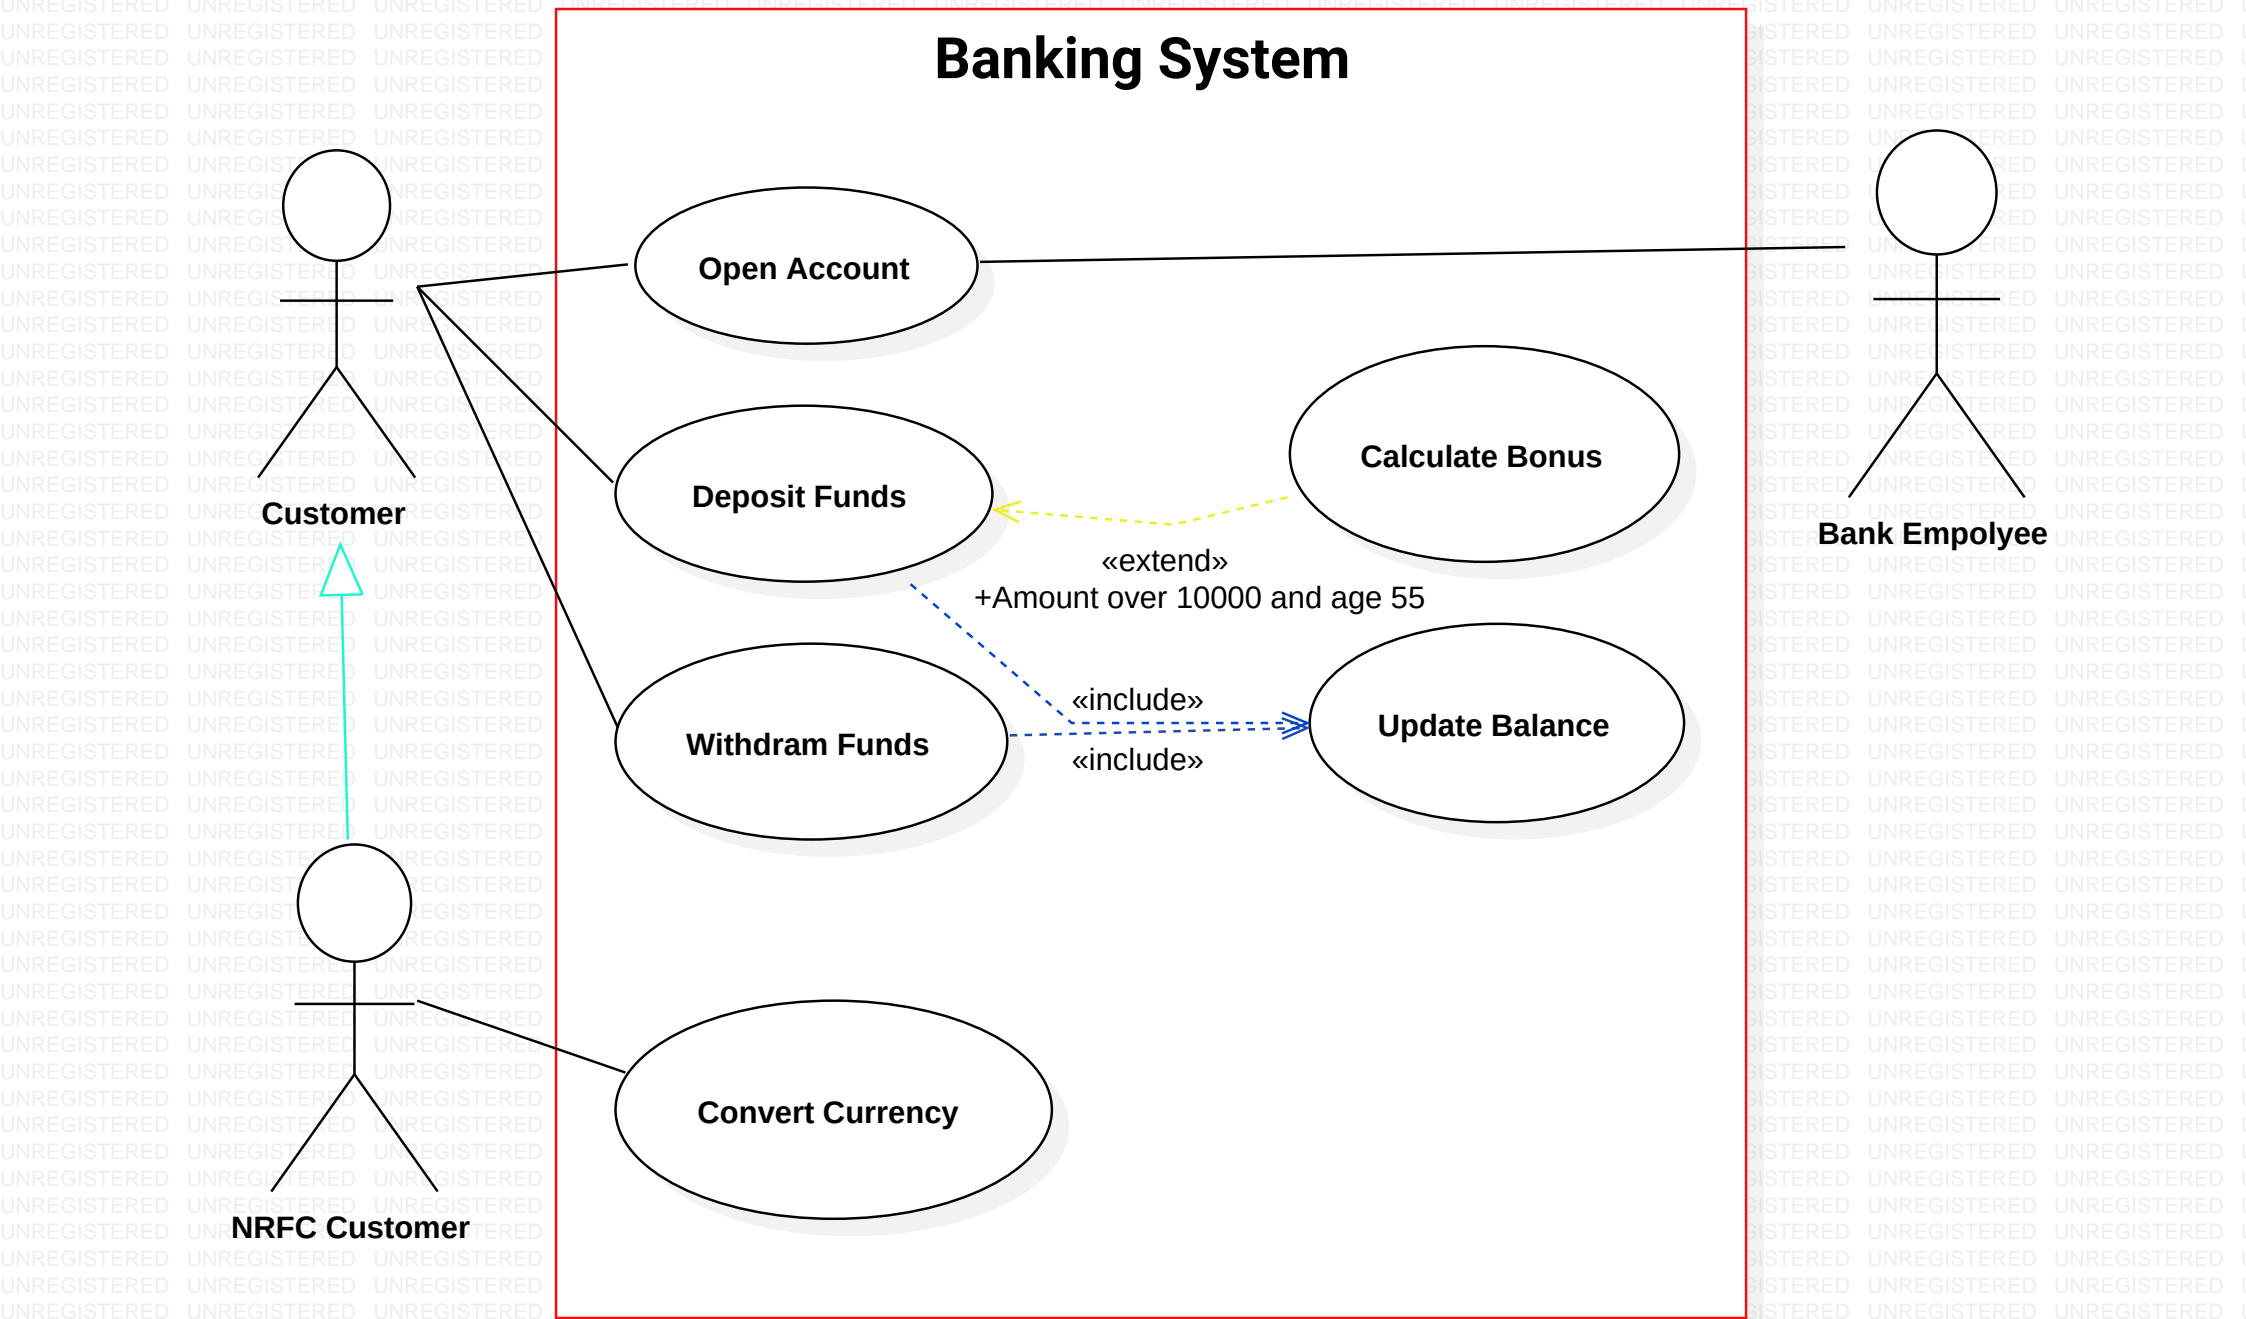 Banking System
Open Account
Customer
Deposit Funds
Calculate Bonus
Bank Empolyee
«extend»
+Amount over 10000 and age 55
«include»
Withdram Funds
Update Balance
«include»
Convert Currency
NRFC Customer
UNREGISTERED